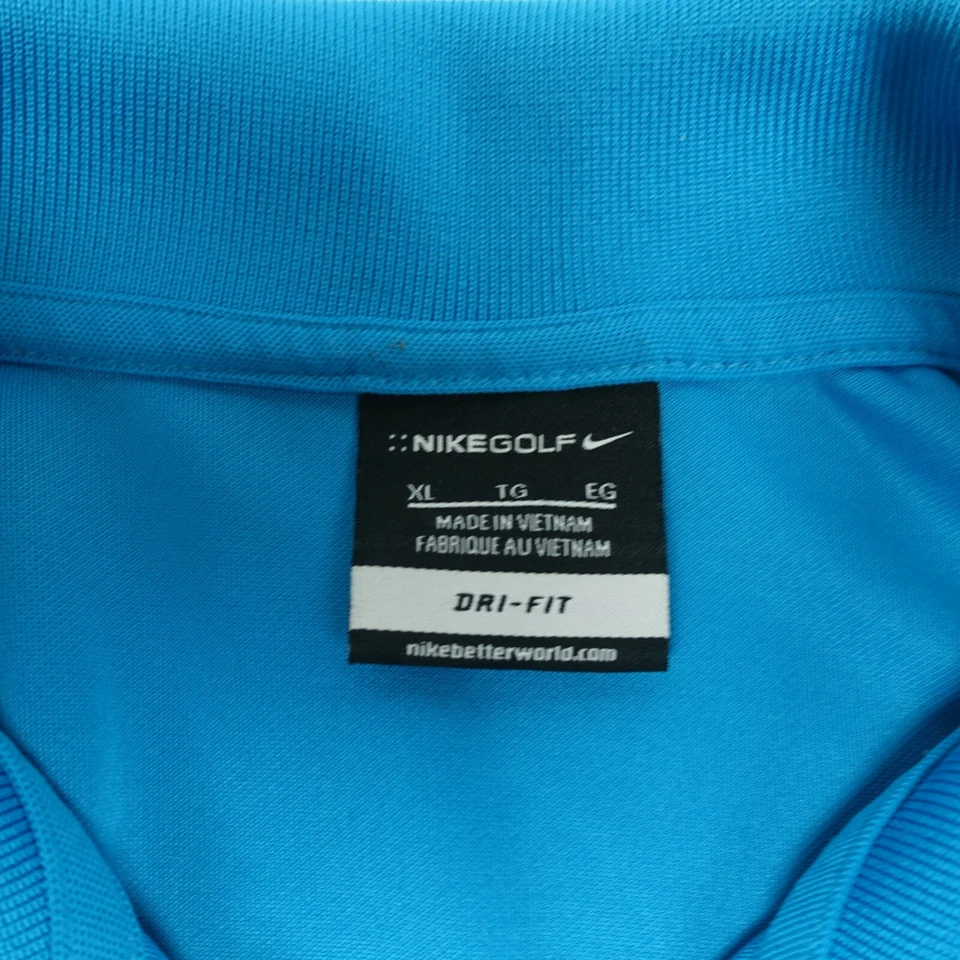 NIKEGOLF
XL TG EG
MADE IN VIETNAM
FABRIQUE AU VIETNAM
DRI-FIT
nikebetterworld.com